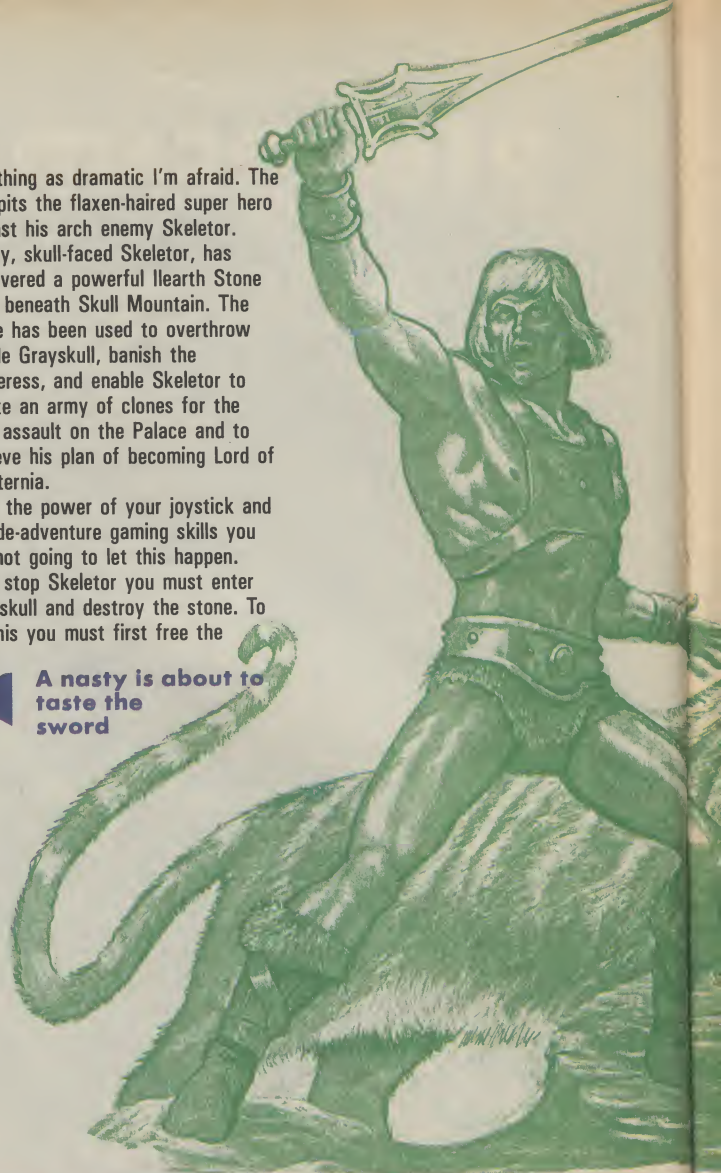 thing as dramatic I'm afraid. The
pits the flaxen-haired super hero
st his arch enemy Skeletor.
y, skull-faced Skeletor, has
vered a powerful Ilearth Stone
beneath Skull Mountain. The
e has been used to overthrow
le Grayskull, banish the
eress, and enable Skeletor to
te an army of clones for the
assault on the Palace and to
eve his plan of becoming Lord of
ternia.
the power of your joystick and
de-adventure gaming skills you
not going to let this happen.
stop Skeletor you must enter
skull and destroy the stone. To
his you must first free the
A nasty is about to
taste the
sword